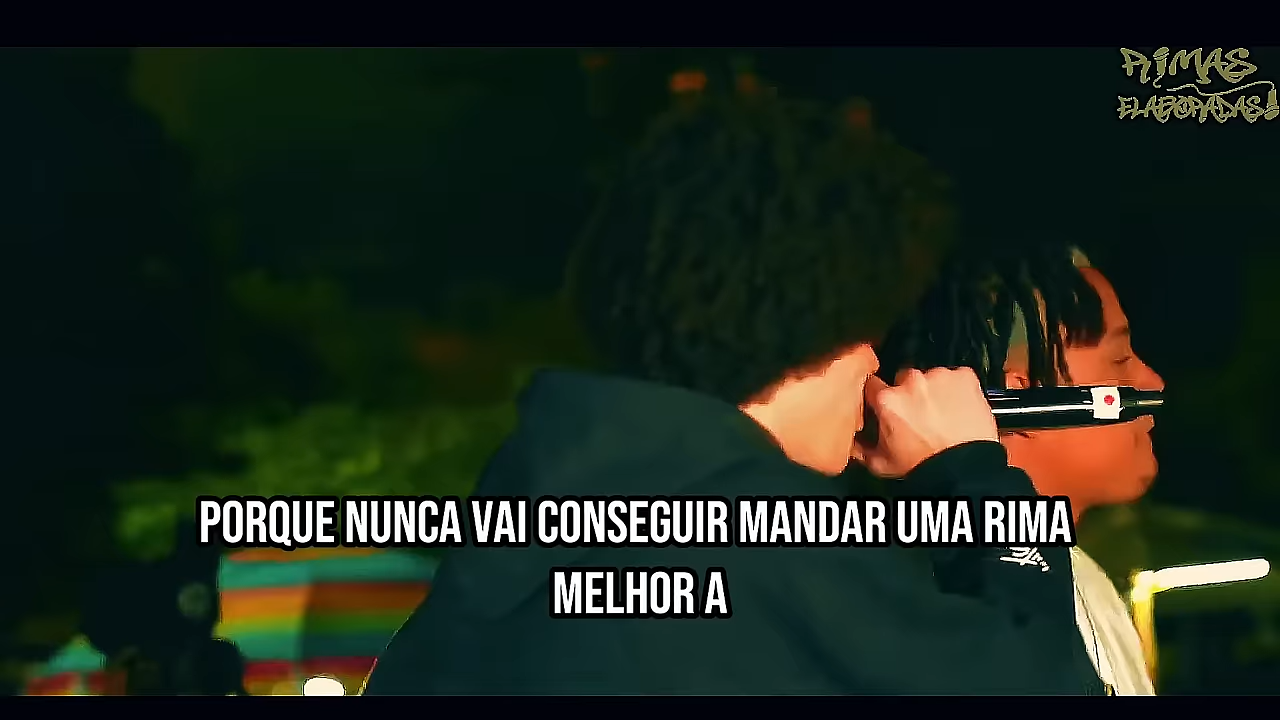 RIMAS
ELABORADAS!
PORQUE NUNCA VAI CONSEGUIR MANDAR UMA RIMA
MELHOR A